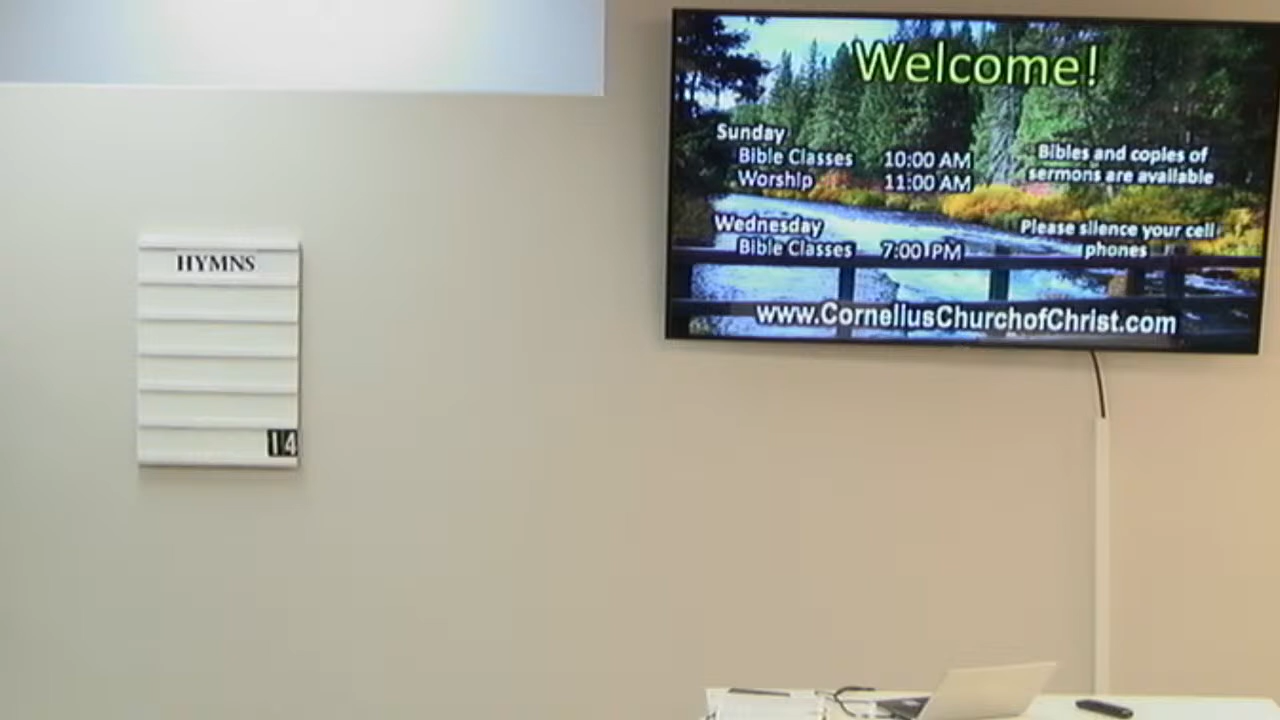 HYMNS
14
Welcome!
Sunday
Bible Classes 10:00 AM
Worship 11:00 AM
Bibles and copies of
sermons are available
Wednesday
Bible Classes 7:00 PM
Please silence your cell
phones
www.CorneliusChurchofChrist.com